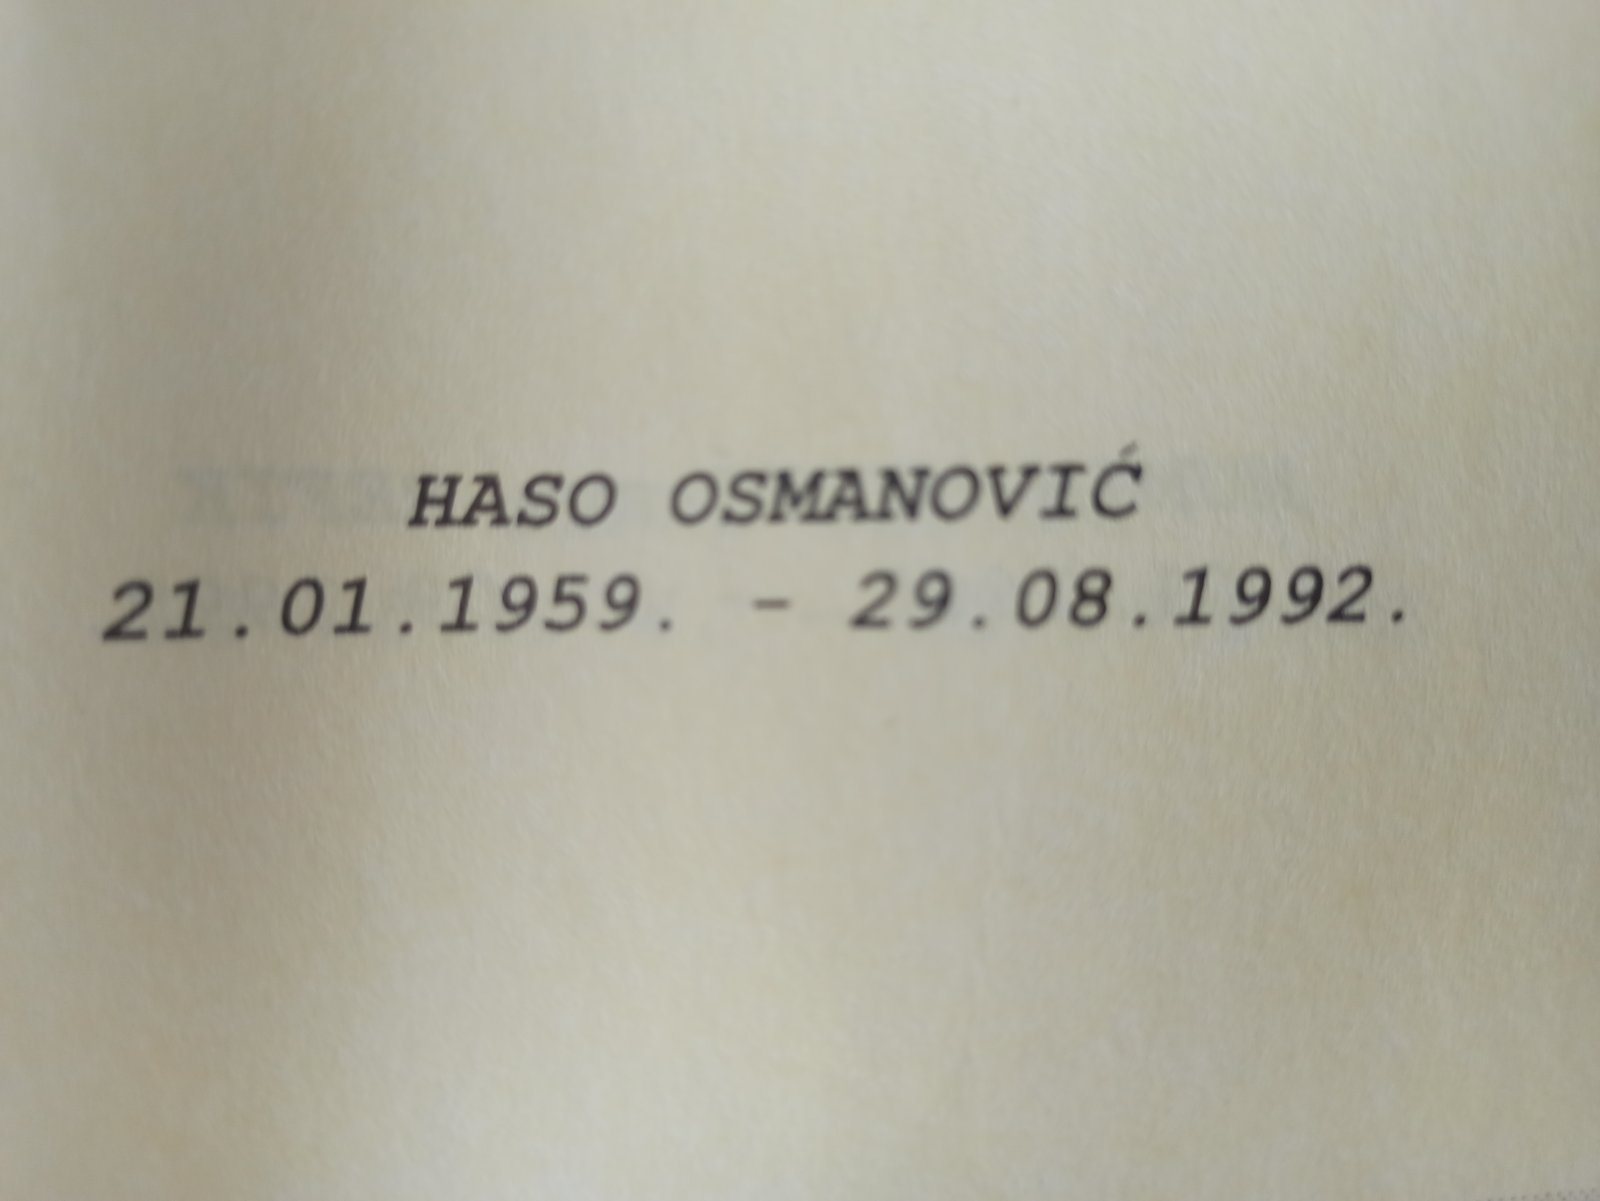 HASO OSMANOVIĆ
21.01.1959. - 29.08.1992.